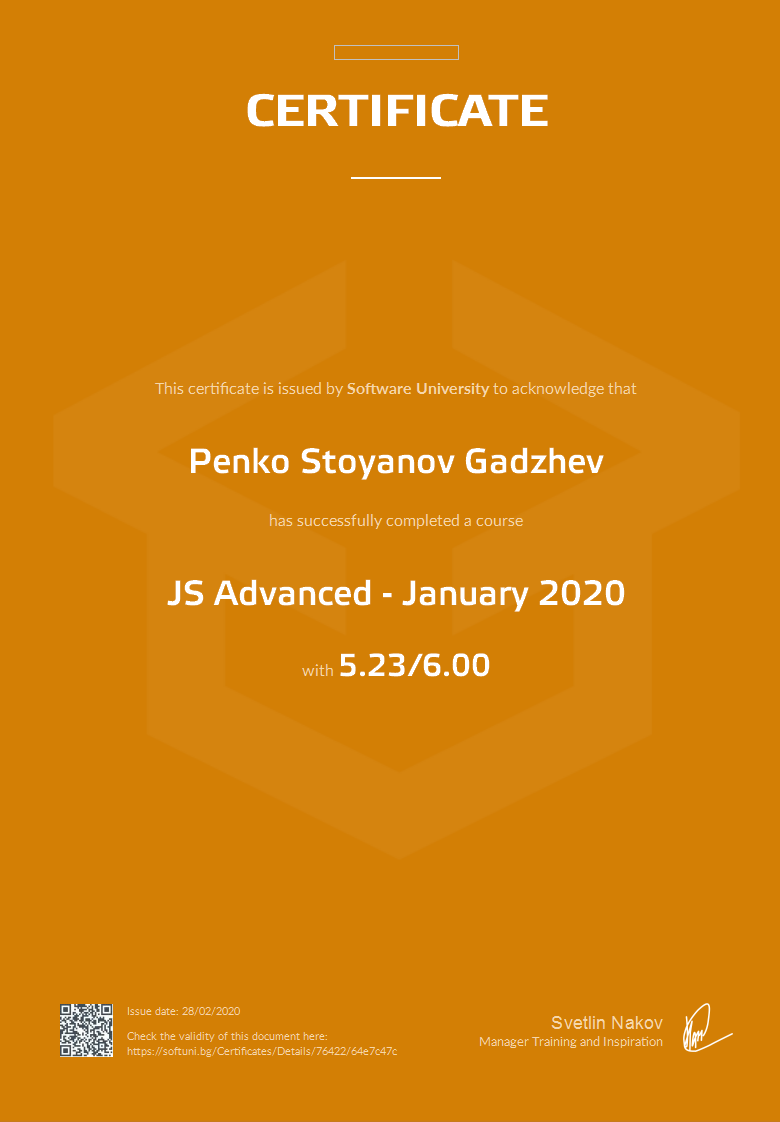 CERTIFICATE
This certificate is issued by Software University to acknowledge that
Penko Stoyanov Gadzhev
has successfully completed a course
JS Advanced - January 2020
with 5.23/6.00
Issue date: 28/02/2020
Check the validity of this document here:
https://softuni.bg/Certificates/Details/76422/64e7c47c
Svetlin Nakov
Manager Training and Inspiration